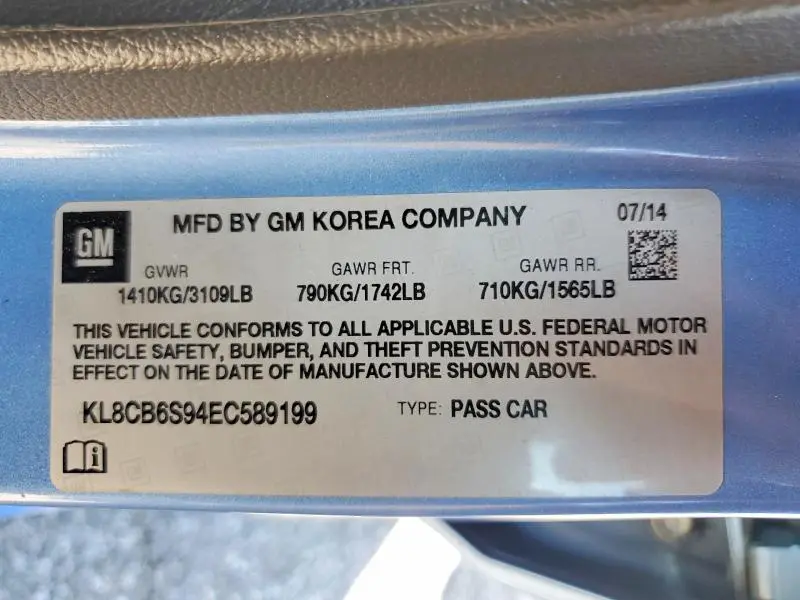 GM
MFD BY GM KOREA COMPANY 07/14
GVWR GAWR FRT. GAWR RR.
1410KG/3109LB 790KG/1742LB 710KG/1565LB
THIS VEHICLE CONFORMS TO ALL APPLICABLE U.S. FEDERAL MOTOR
VEHICLE SAFETY, BUMPER, AND THEFT PREVENTION STANDARDS IN
EFFECT ON THE DATE OF MANUFACTURE SHOWN ABOVE.
KL8CB6S94EC589199 TYPE: PASS CAR
i